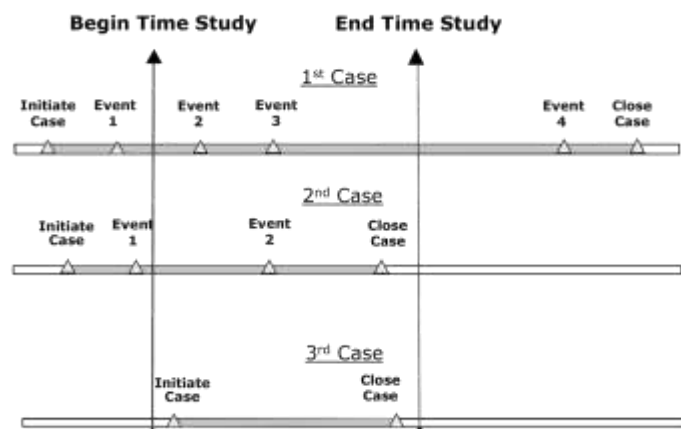 Begin Time Study End Time Study
1st Case
Initiate Case Event 1 Event 2 Event 3 Event 4 Close Case
2nd Case
Initiate Case Event 1 Event 2 Close Case
3rd Case
Initiate Case Close Case